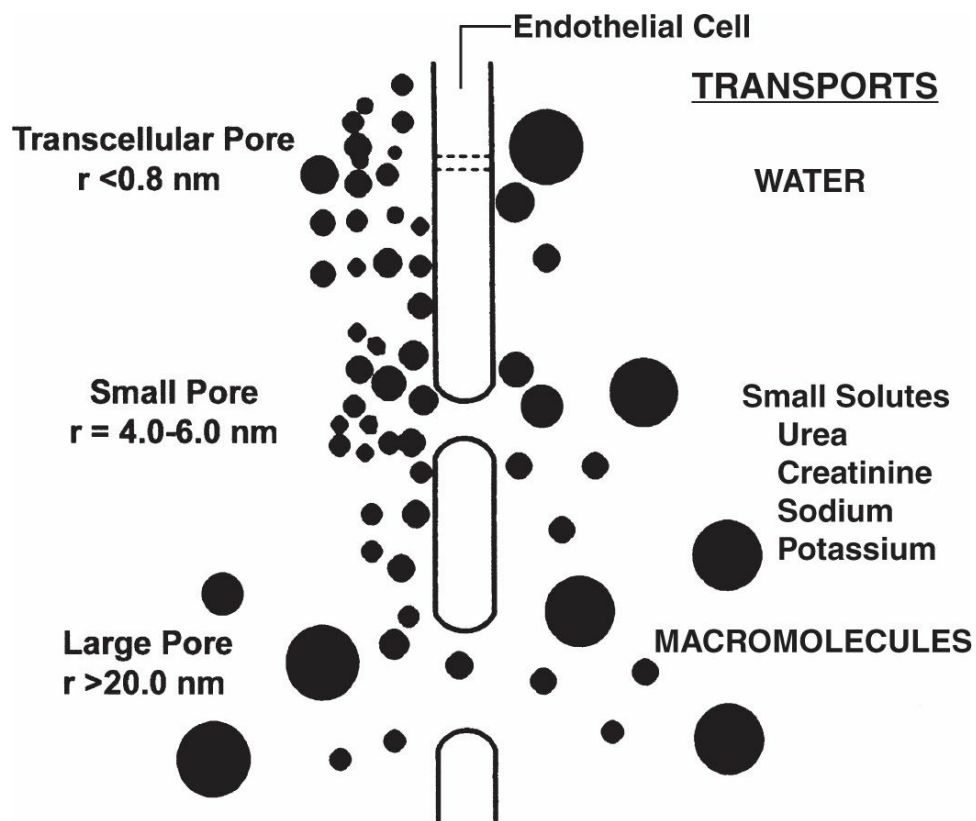 Endothelial Cell
TRANSPORTS
Transcellular Pore
r <0.8 nm
WATER
Small Pore
r = 4.0-6.0 nm
Small Solutes
Urea
Creatinine
Sodium
Potassium
Large Pore
r >20.0 nm
MACROMOLECULES